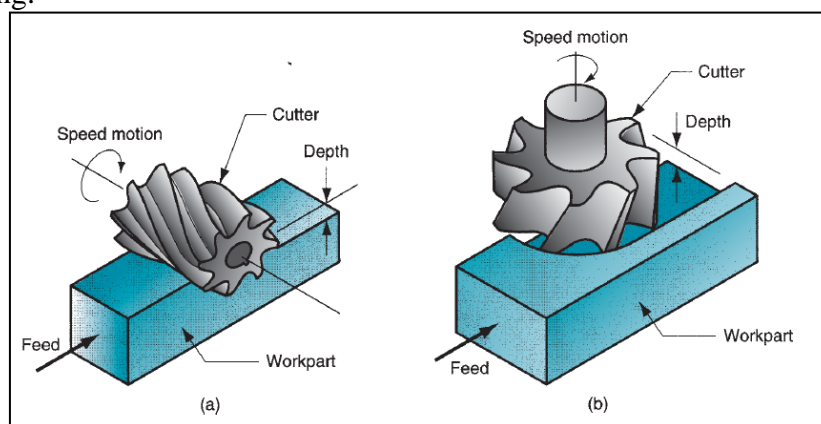 Speed motion
Cutter
Depth
Feed
Workpart
(a)
Speed motion
Cutter
Depth
Workpart
Feed
(b)